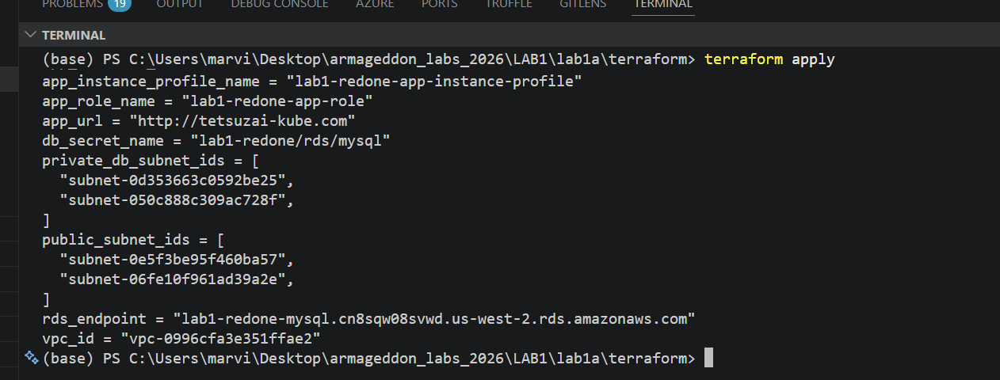 PROBLEMS 19 OUTPUT DEBUG CONSOLE AZURE PORTS TRUFFLE GITLENS TERMINAL
TERMINAL
(base) PS C:\Users\marvi\Desktop\armageddon_labs_2026\LAB1\lab1a\terraform> terraform apply
app_instance_profile_name = "lab1-redone-app-instance-profile"
app_role_name = "lab1-redone-app-role"
app_url = "http://tetsuzai-kube.com"
db_secret_name = "lab1-redone/rds/mysql"
private_db_subnet_ids = [
  "subnet-0d353663c0592be25",
  "subnet-050c888c309ac728f",
]
public_subnet_ids = [
  "subnet-0e5f3be95f460ba57",
  "subnet-06fe10f961ad39a2e",
]
rds_endpoint = "lab1-redone-mysql.cn8sqw08svwd.us-west-2.rds.amazonaws.com"
vpc_id = "vpc-0996cfa3e351ffae2"
(base) PS C:\Users\marvi\Desktop\armageddon_labs_2026\LAB1\lab1a\terraform>